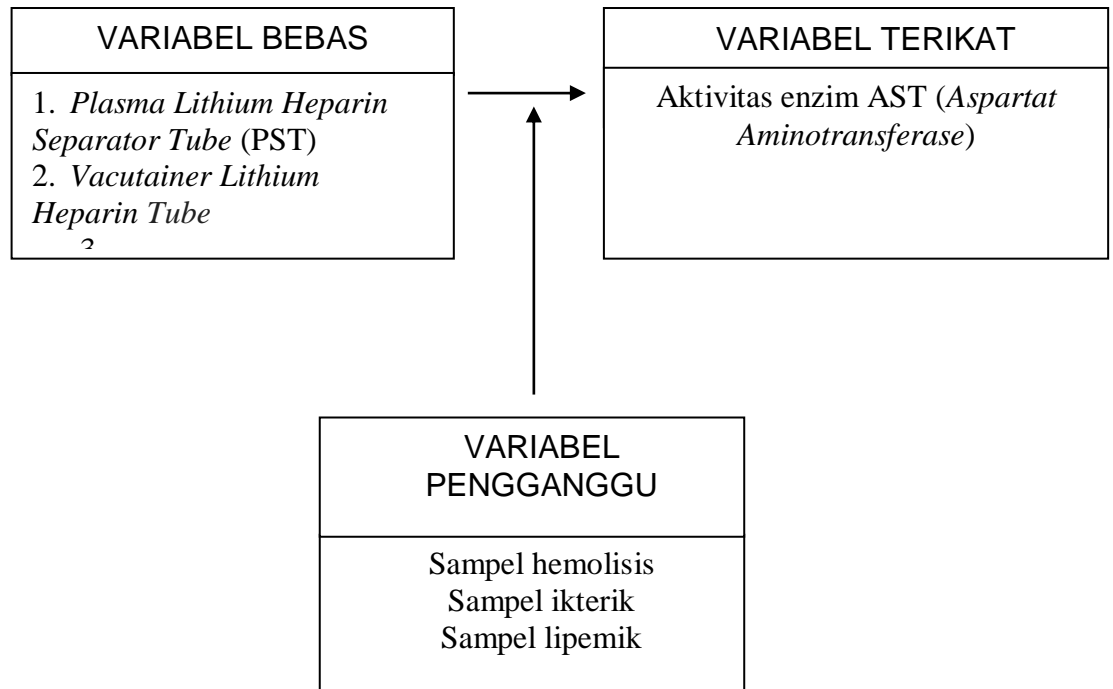 VARIABEL BEBAS
1. Plasma Lithium Heparin
Separator Tube (PST)
2. Vacutainer Lithium
Heparin Tube
VARIABEL TERIKAT
Aktivitas enzim AST (Aspartat
Aminotransferase)
VARIABEL
PENGGANGGU
Sampel hemolisis
Sampel ikterik
Sampel lipemik